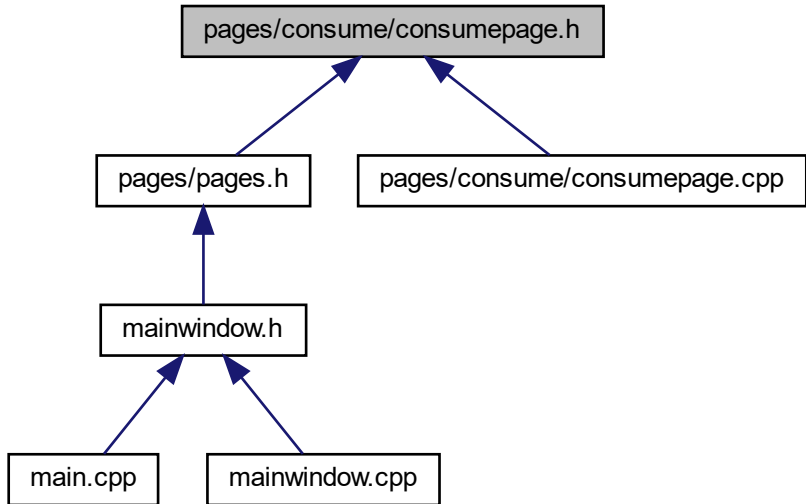 pages/consume/consumepage.h
pages/pages.h
pages/consume/consumepage.cpp
mainwindow.h
main.cpp
mainwindow.cpp